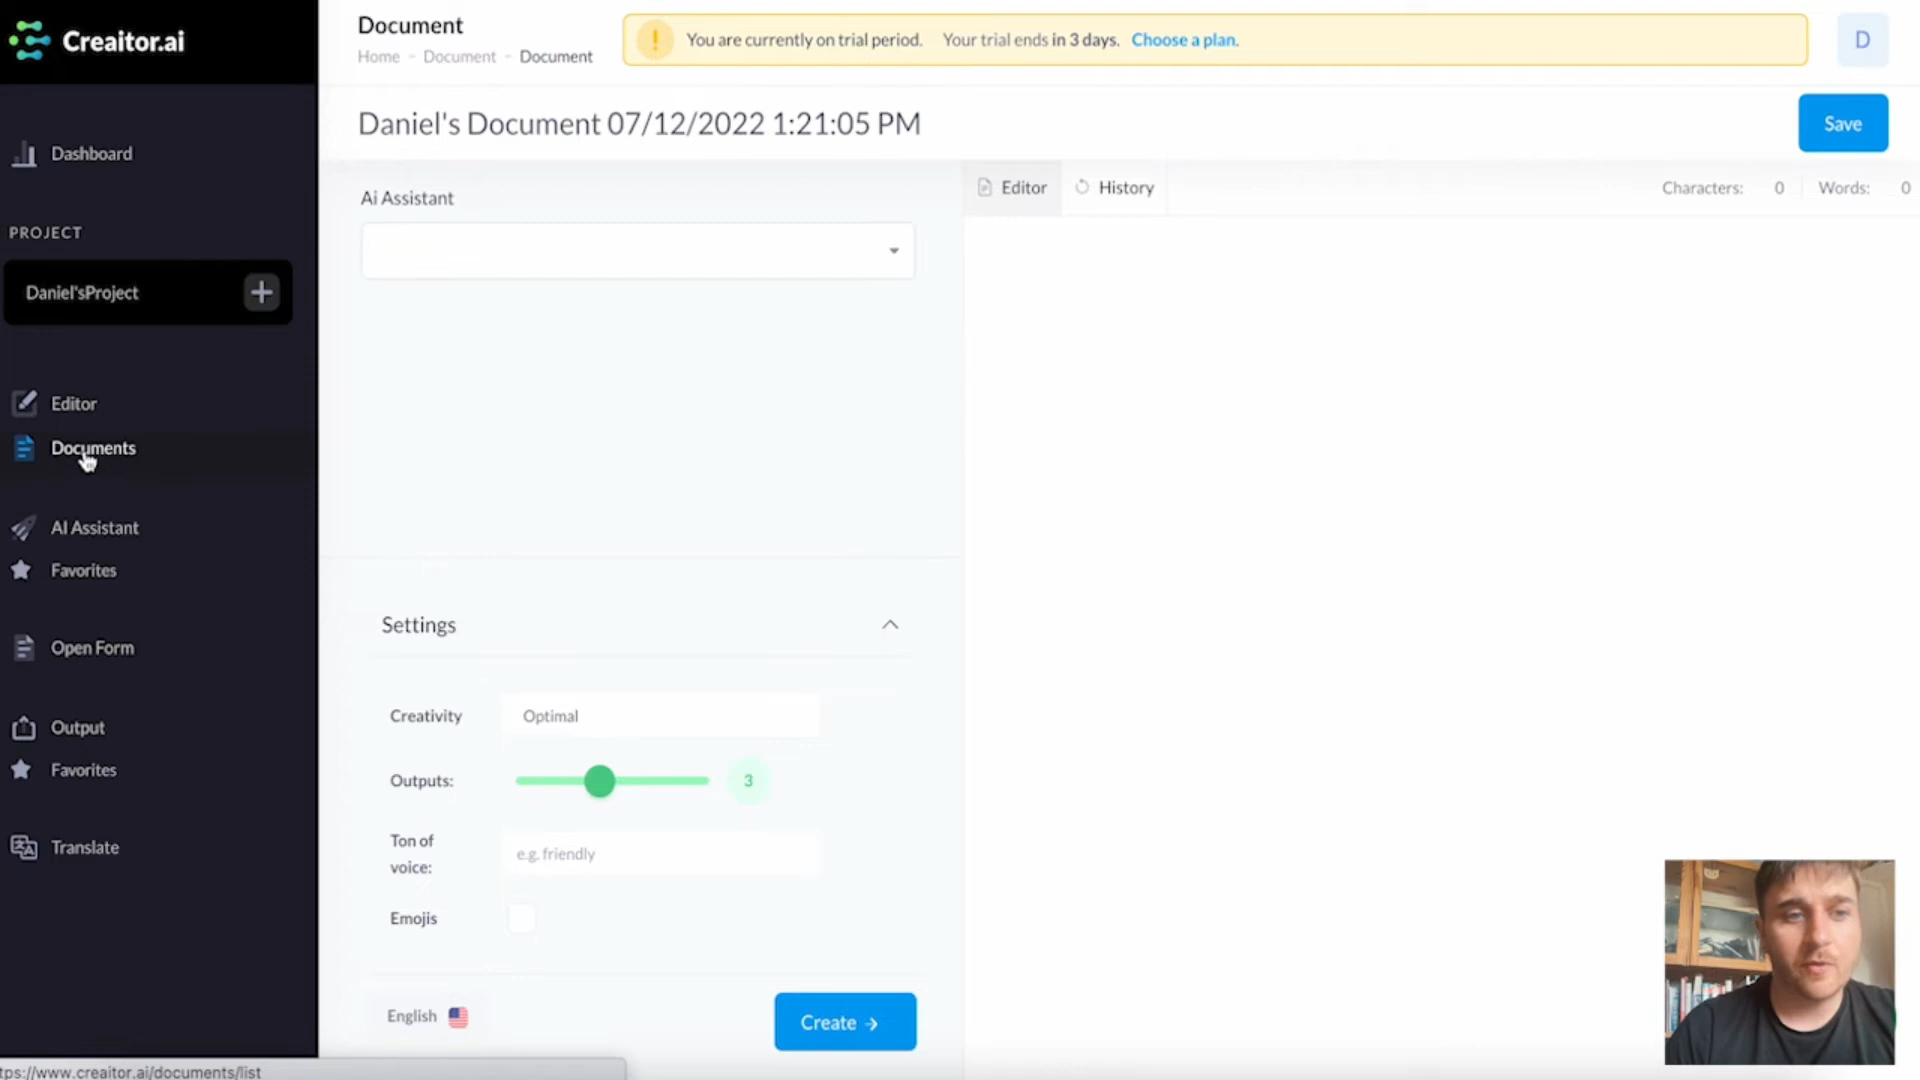 Creaitor.ai
Dashboard
PROJECT
Daniel'sProject
Editor
Documents
AI Assistant
Favorites
Open Form
Output
Favorites
Translate
Document
Home - Document - Document
You are currently on trial period. Your trial ends in 3 days. Choose a plan.
D
Daniel's Document 07/12/2022 1:21:05 PM
Save
Ai Assistant
Editor
History
Characters: 0
Words: 0
Settings
Creativity
Optimal
Outputs:
3
Ton of
voice:
e.g. friendly
Emojis
English
Create
tps://www.creaitor.ai/documents/list